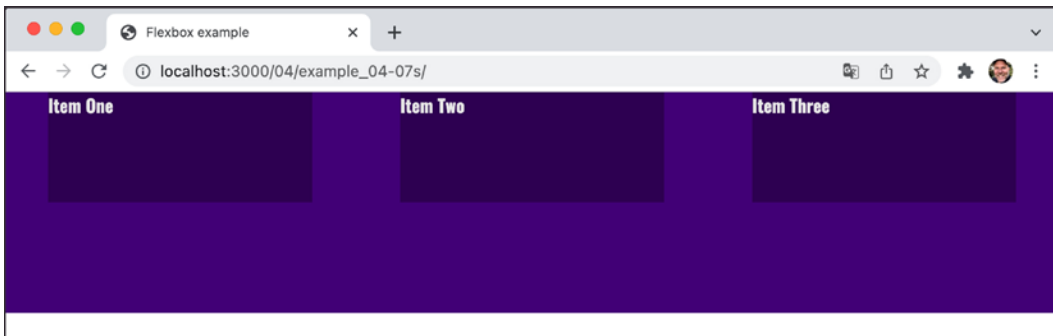 Flexbox example
localhost:3000/04/example_04-07s/
Item One Item Two Item Three